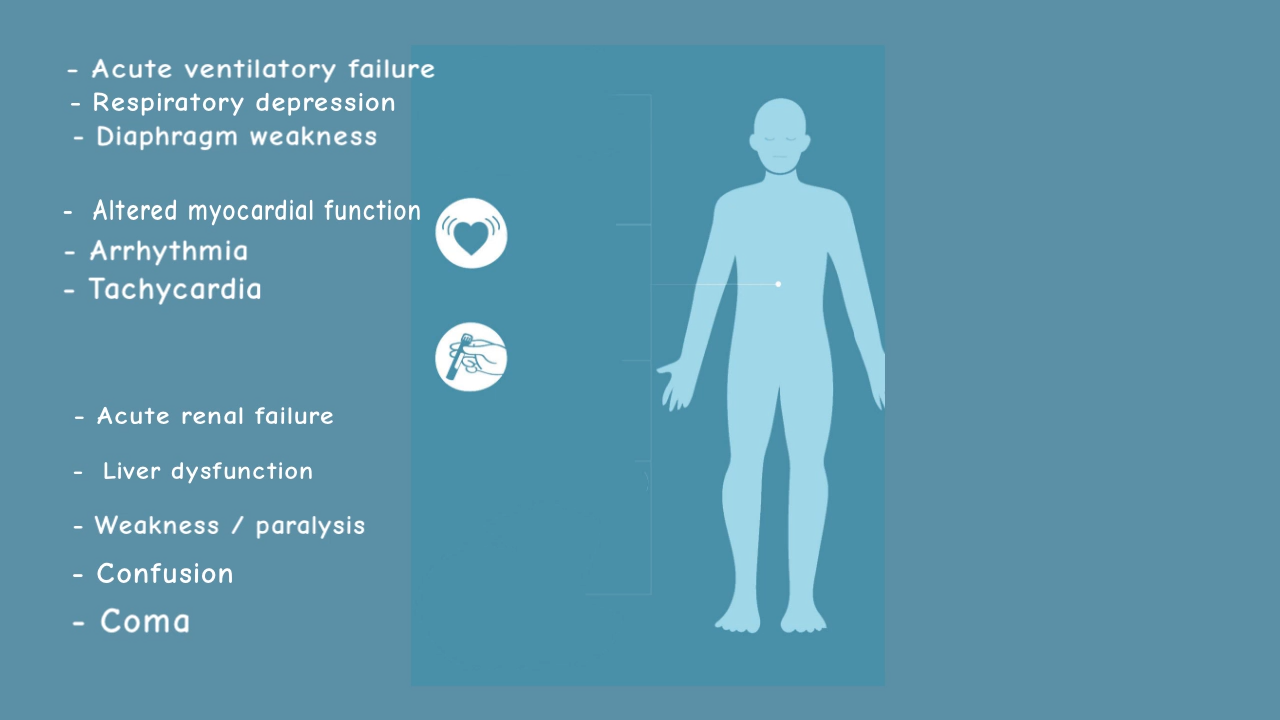 - Acute ventilatory failure
- Respiratory depression
- Diaphragm weakness
- Altered myocardial function
- Arrhythmia
- Tachycardia
- Acute renal failure
- Liver dysfunction
- Weakness / paralysis
- Confusion
- Coma